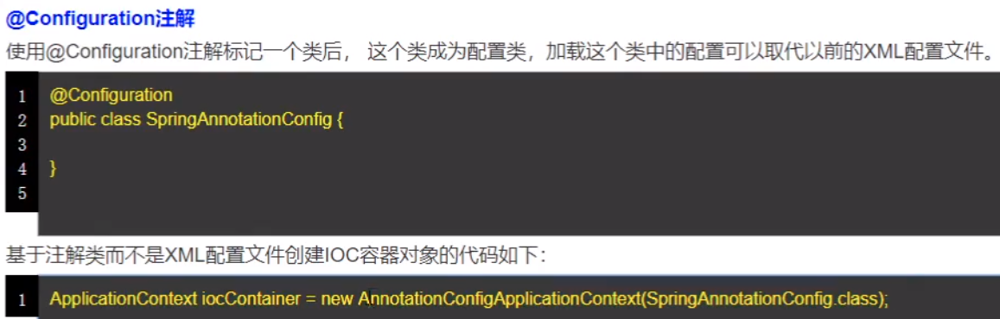 @Configuration注解
使用@Configuration注解标记一个类后， 这个类成为配置类，加载这个类中的配置可以取代以前的XML配置文件。
1 @Configuration
2 public class SpringAnnotationConfig {
3
4 }
5
基于注解类而不是XML配置文件创建IOC容器对象的代码如下：
1 ApplicationContext iocContainer = new AnnotationConfigApplicationContext(SpringAnnotationConfig.class);